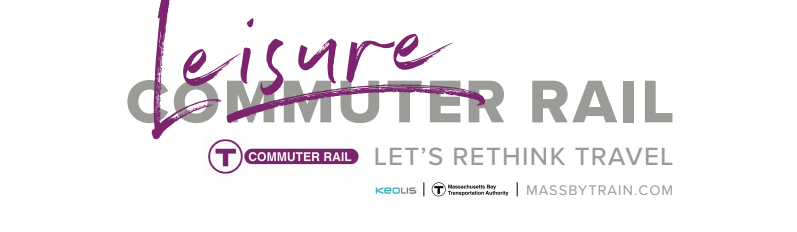 Leisure
COMMUTER RAIL
T COMMUTER RAIL LET'S RETHINK TRAVEL
KEOLIS | T Massachusetts Bay Transportation Authority | MASSBYTRAIN.COM